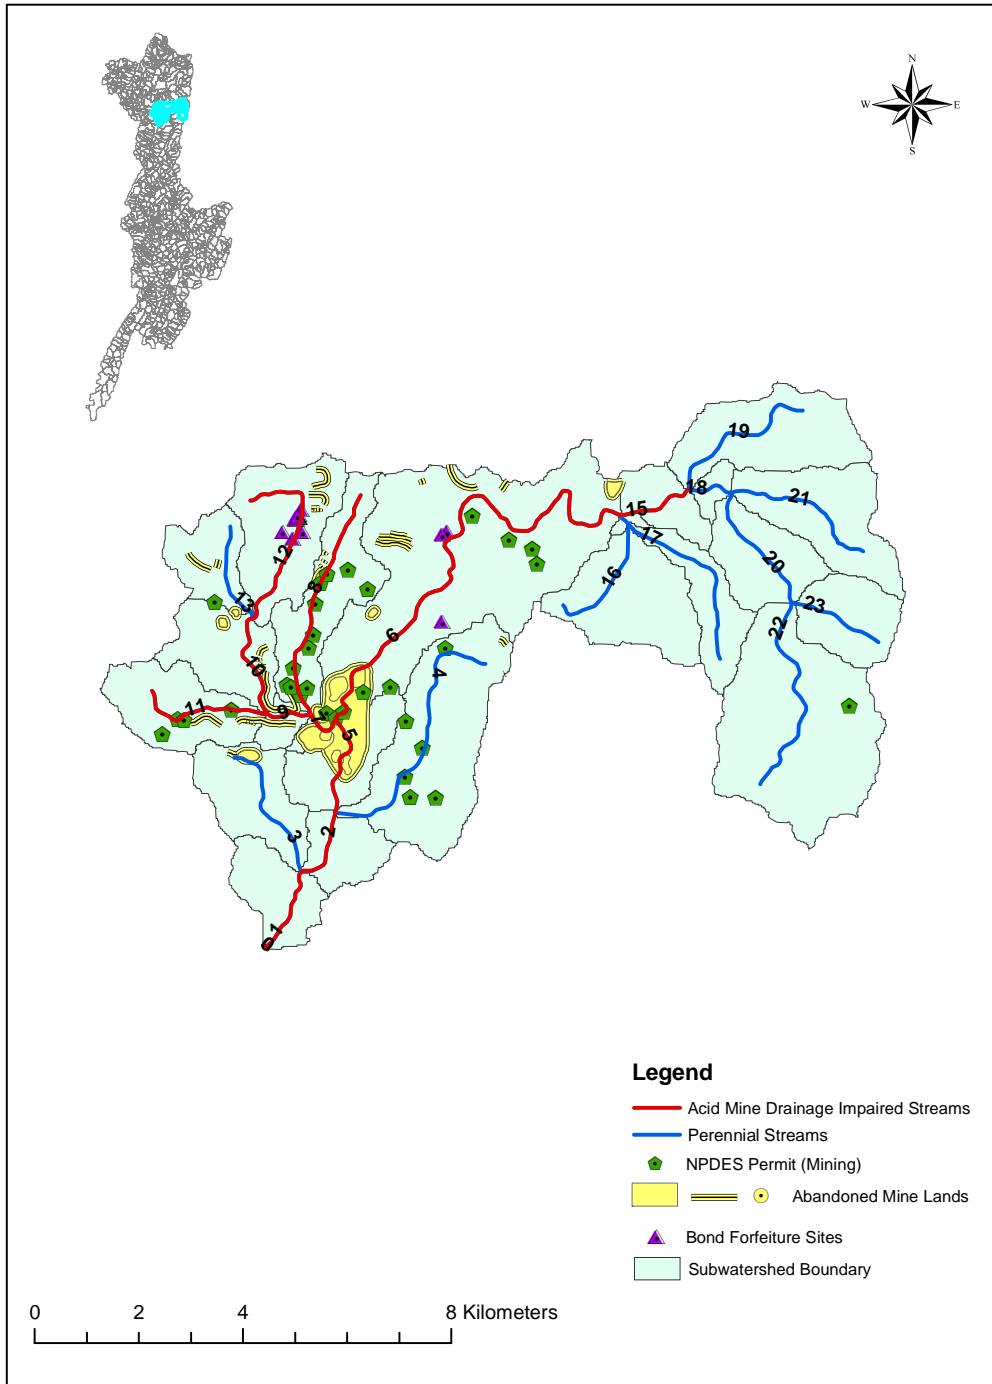 N
W E
S
19
18
21
15
17
20
16
23
22
12
8
13
6
4
10
11
9
7
5
3
2
1
0
Legend
Acid Mine Drainage Impaired Streams
Perennial Streams
NPDES Permit (Mining)
Abandoned Mine Lands
Bond Forfeiture Sites
Subwatershed Boundary
0 2 4 8 Kilometers